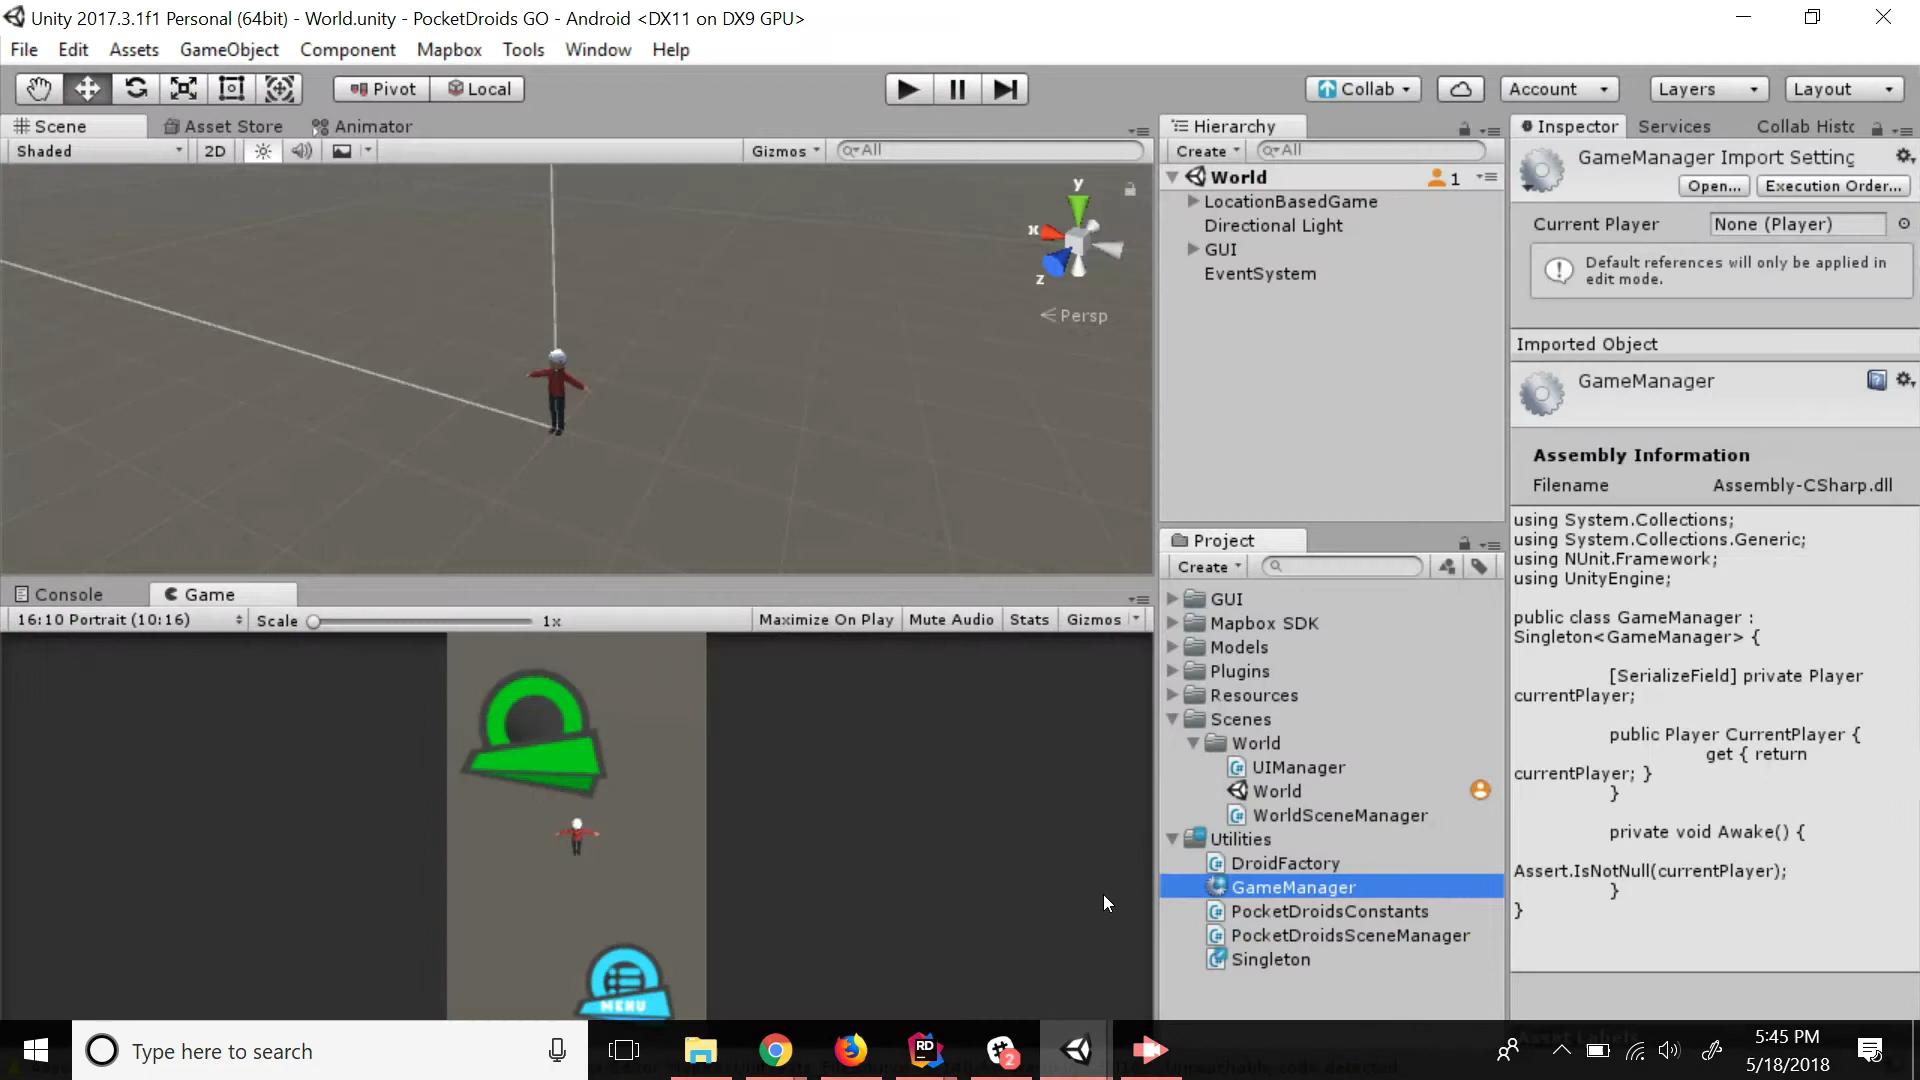 Unity 2017.3.1f1 Personal (64bit) - World.unity - PocketDroids GO - Android <DX11 on DX9 GPU>
File Edit Assets GameObject Component Mapbox Tools Window Help
Pivot Local Collab Account Layers Layout
Scene Asset Store Animator
Shaded 2D Gizmos All
y
x
z
Persp
Console Game
16:10 Portrait (10:16) Scale 1x Maximize On Play Mute Audio Stats Gizmos
MENU
Hierarchy
Create All
World 1
LocationBasedGame
Directional Light
GUI
EventSystem
Project
Create
GUI
Mapbox SDK
Models
Plugins
Resources
Scenes
World
UIManager
World
WorldSceneManager
Utilities
DroidFactory
GameManager
PocketDroidsConstants
PocketDroidsSceneManager
Singleton
Inspector Services Collab Histo
GameManager Import Setting
Open... Execution Order...
Current Player None (Player)
Default references will only be applied in
edit mode.
Imported Object
GameManager
Assembly Information
Filename Assembly-CSharp.dll
using System.Collections;
using System.Collections.Generic;
using NUnit.Framework;
using UnityEngine;
public class GameManager :
Singleton<GameManager> {
[SerializeField] private Player
currentPlayer;
public Player CurrentPlayer {
get { return
currentPlayer; }
}
private void Awake() {
Assert.IsNotNull(currentPlayer);
}
}
Asset Labels
Type here to search
RD
2
5:45 PM
5/18/2018